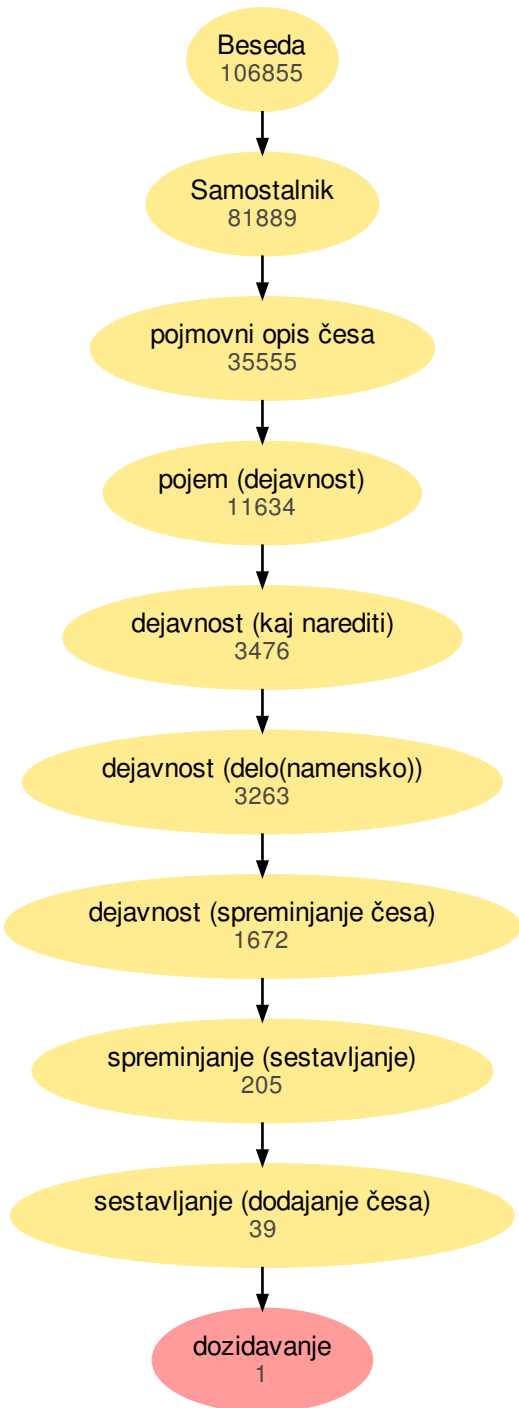 Beseda
106855
Samostalnik
81889
pojmovni opis česa
35555
pojem (dejavnost)
11634
dejavnost (kaj narediti)
3476
dejavnost (delo(namensko))
3263
dejavnost (spreminjanje česa)
1672
spreminjanje (sestavljanje)
205
sestavljanje (dodajanje česa)
39
dozidavanje
1